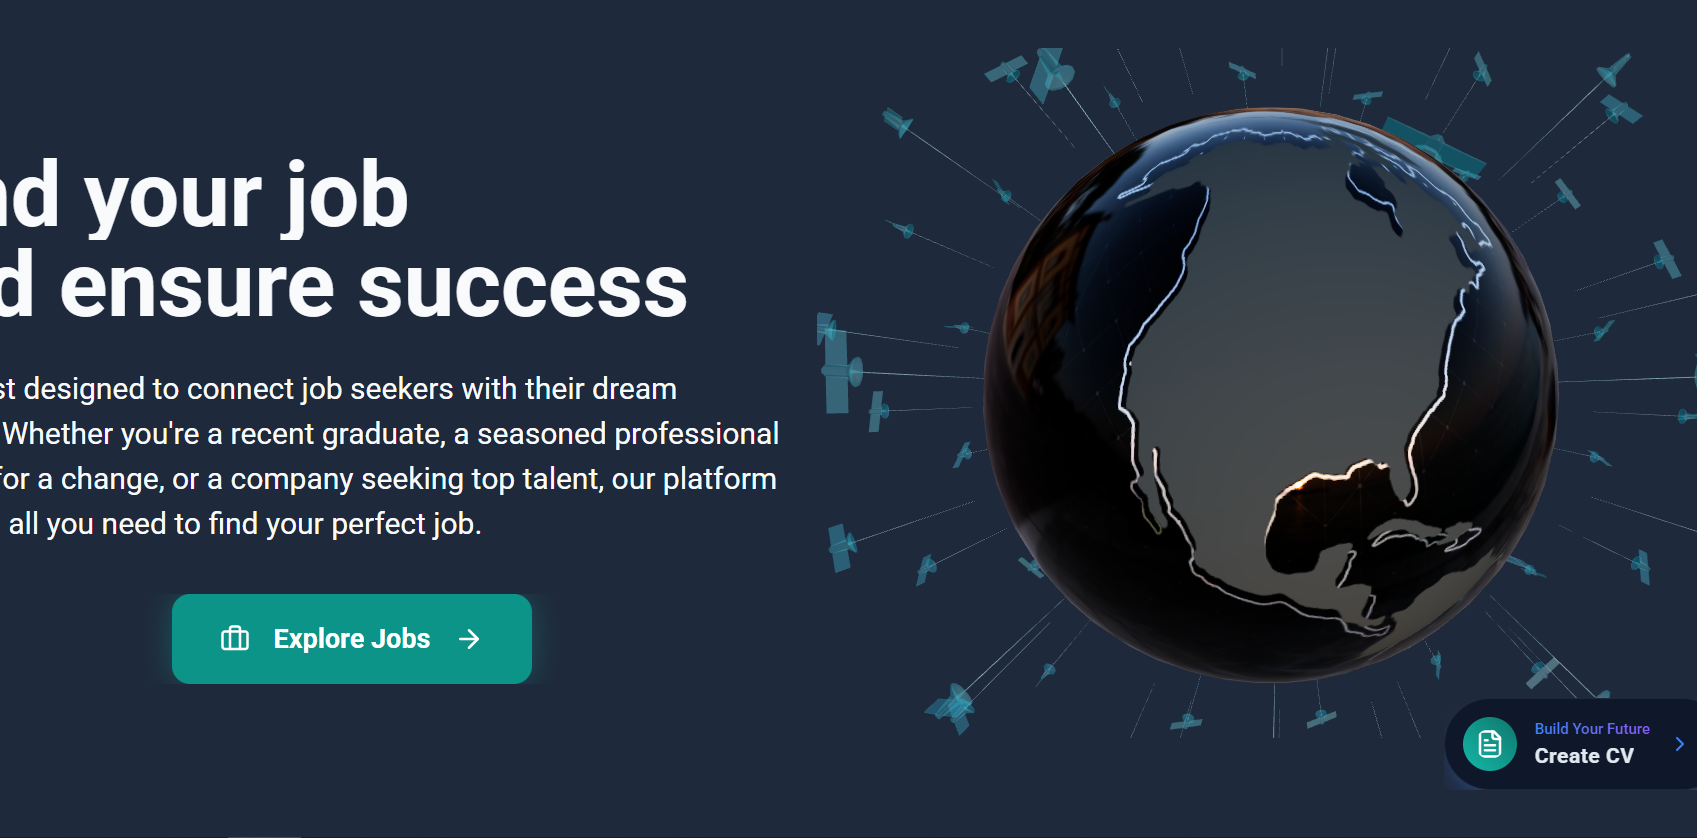 nd your job
d ensure success
st designed to connect job seekers with their dream
Whether you're a recent graduate, a seasoned professional
for a change, or a company seeking top talent, our platform
all you need to find your perfect job.
Explore Jobs
Build Your Future
Create CV